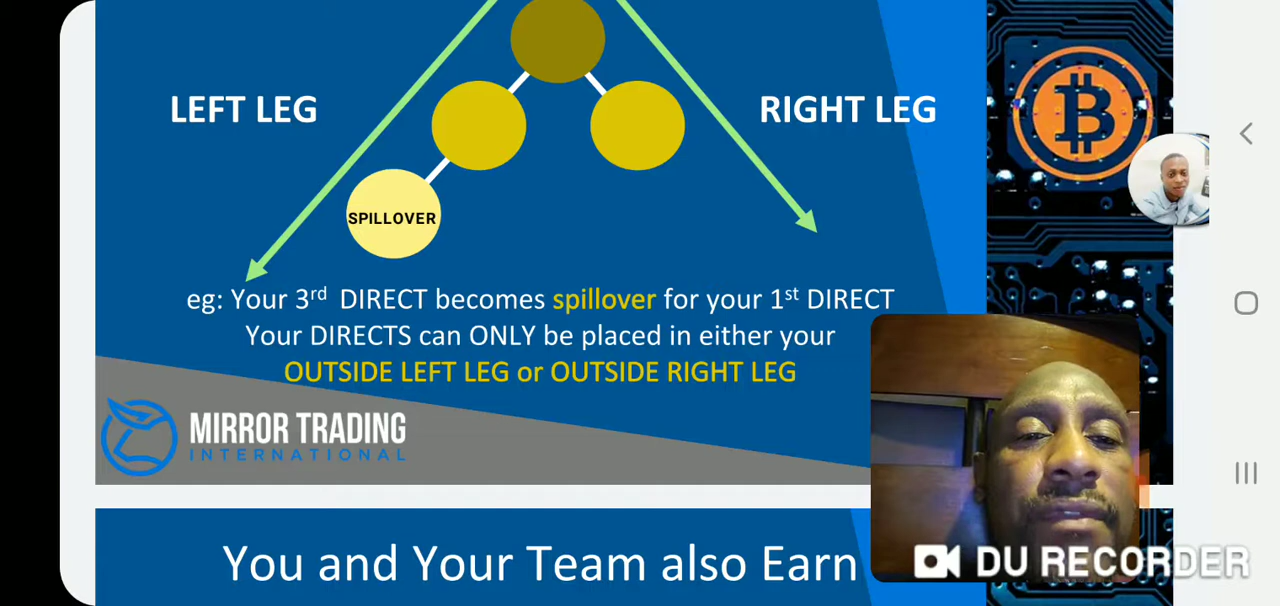 LEFT LEG
RIGHT LEG
SPILLOVER
eg: Your 3rd DIRECT becomes spillover for your 1st DIRECT
Your DIRECTS can ONLY be placed in either your
OUTSIDE LEFT LEG or OUTSIDE RIGHT LEG
MIRROR TRADING
INTERNATIONAL
You and Your Team also Earn
DU RECORDER